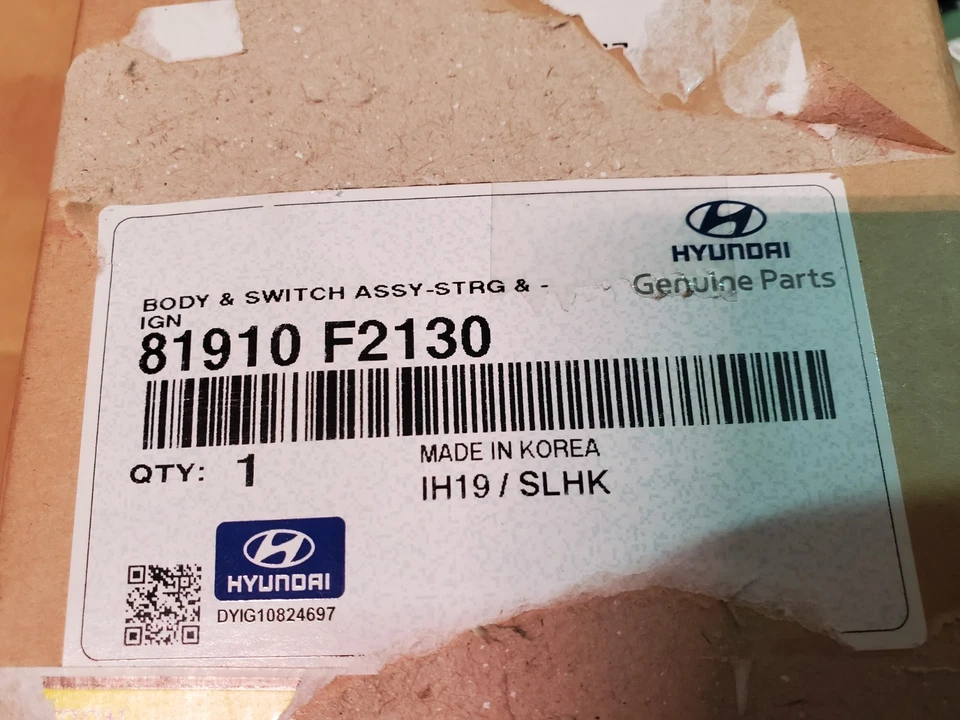 HYUNDAI
Genuine Parts
BODY & SWITCH ASSY-STRG & -
IGN
81910 F2130
QTY: 1
MADE IN KOREA
IH19 / SLHK
HYUNDAI
DYIG10824697